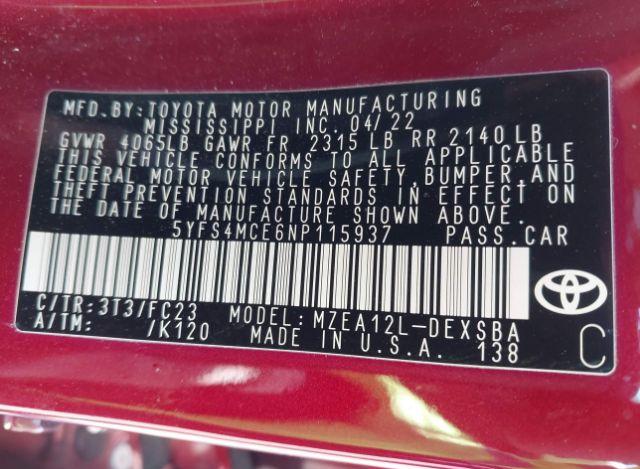 MFD.BY:TOYOTA MOTOR MANUFACTURING
MISSISSIPPI INC. 04/22
GVWR 4065LB GAWR FR 2315 LB RR 2140 LB
THIS VEHICLE CONFORMS TO ALL APPLICABLE
FEDERAL MOTOR VEHICLE SAFETY,BUMPER,AND
THEFT PREVENTION STANDARDS IN EFFECT ON
THE DATE OF MANUFACTURE SHOWN ABOVE.
5YFS4MCE6NP115937 PASS.CAR
C/TR:3T3/FC23 MODEL:MZEA12L-DEXSBA
A/TM: /K120 MADE IN U.S.A. 138
C